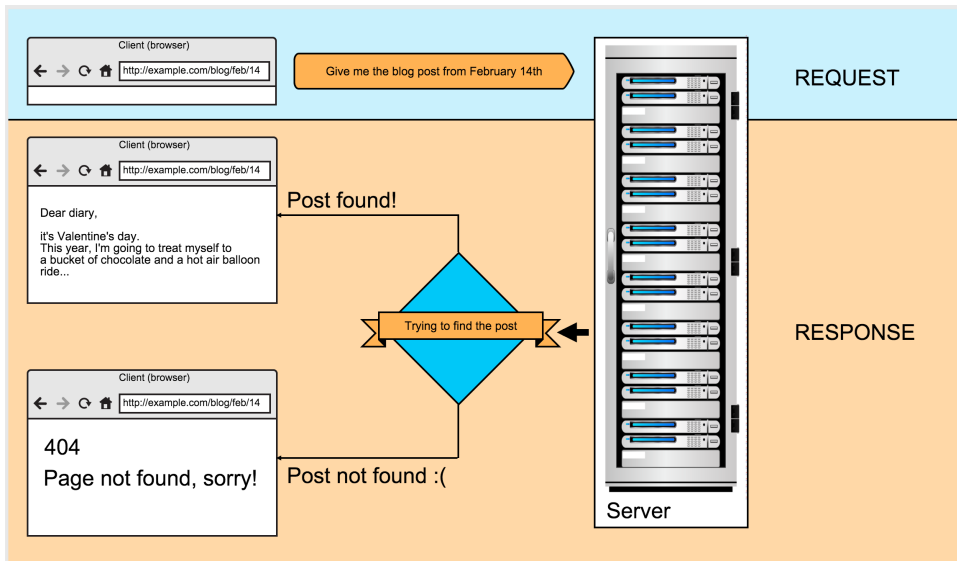 Client (browser)
http://example.com/blog/feb/14
Give me the blog post from February 14th
REQUEST
Client (browser)
http://example.com/blog/feb/14
Dear diary,
it's Valentine's day.
This year, I'm going to treat myself to
a bucket of chocolate and a hot air balloon
ride...
Post found!
Trying to find the post
RESPONSE
Client (browser)
http://example.com/blog/feb/14
404
Page not found, sorry!
Post not found :(
Server